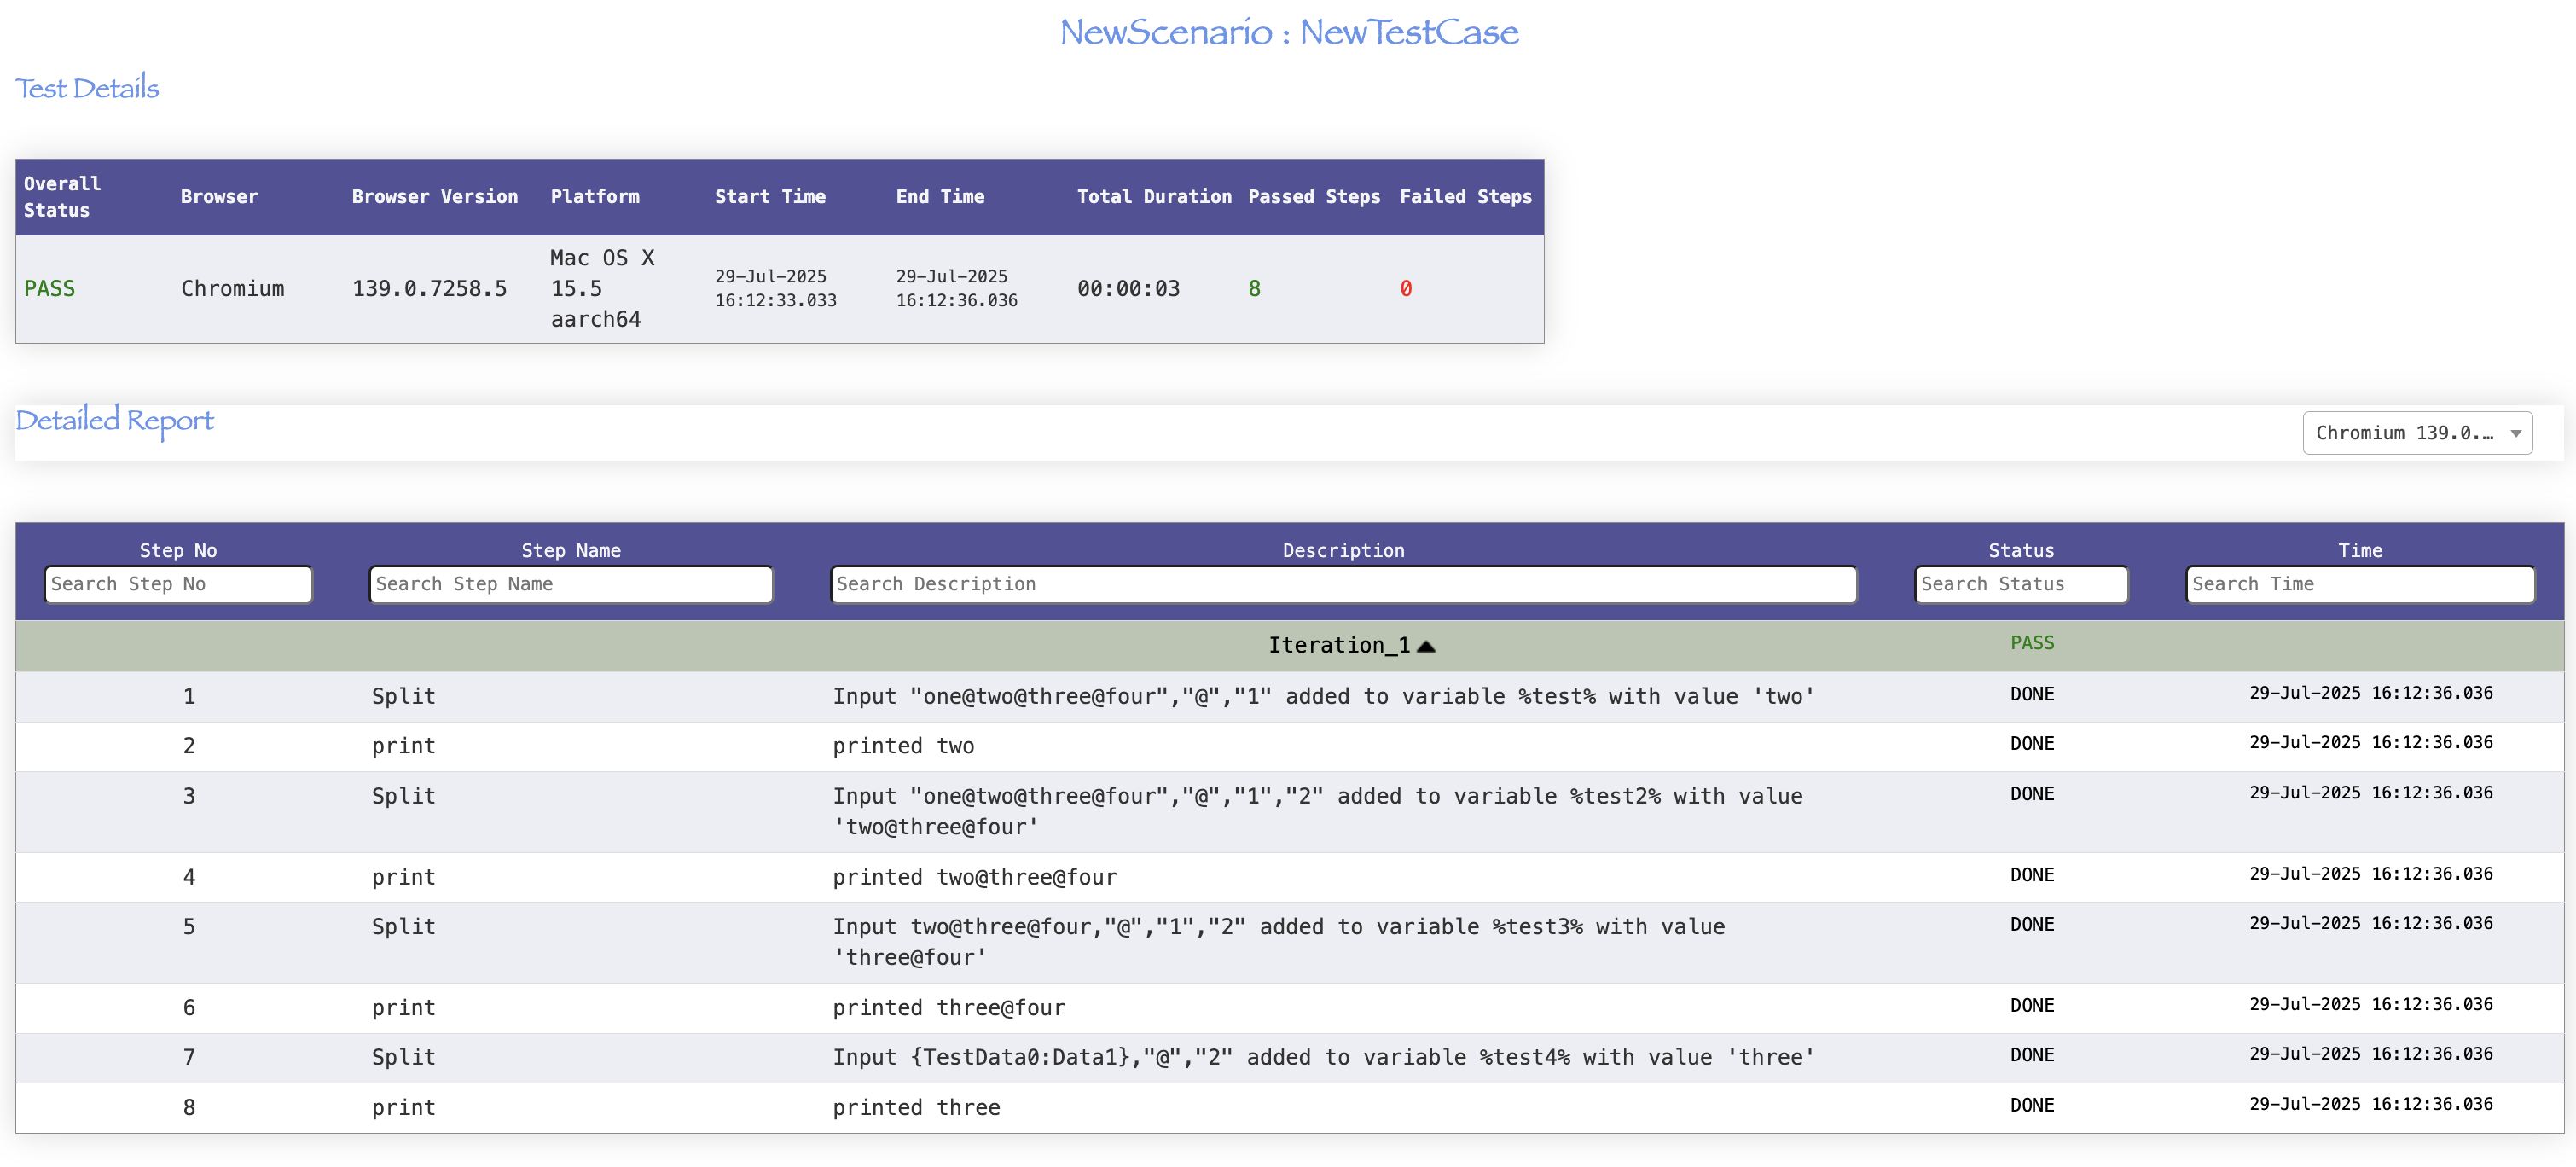 NewScenario : NewTestCase
Test Details
Overall Status Browser Browser Version Platform Start Time End Time Total Duration Passed Steps Failed Steps
PASS Chromium 139.0.7258.5 Mac OS X 15.5 aarch64 29-Jul-2025 16:12:33.033 29-Jul-2025 16:12:36.036 00:00:03 8 0
Detailed Report
Chromium 139.0....
Step No Step Name Description Status Time
Search Step No Search Step Name Search Description Search Status Search Time
Iteration_1 PASS
1 Split Input "one@two@three@four","@","1" added to variable %test% with value 'two' DONE 29-Jul-2025 16:12:36.036
2 print printed two DONE 29-Jul-2025 16:12:36.036
3 Split Input "one@two@three@four","@","1","2" added to variable %test2% with value DONE 29-Jul-2025 16:12:36.036
'two@three@four'
4 print printed two@three@four DONE 29-Jul-2025 16:12:36.036
5 Split Input two@three@four,"@","1","2" added to variable %test3% with value DONE 29-Jul-2025 16:12:36.036
'three@four'
6 print printed three@four DONE 29-Jul-2025 16:12:36.036
7 Split Input {TestData0:Data1},"@","2" added to variable %test4% with value 'three' DONE 29-Jul-2025 16:12:36.036
8 print printed three DONE 29-Jul-2025 16:12:36.036